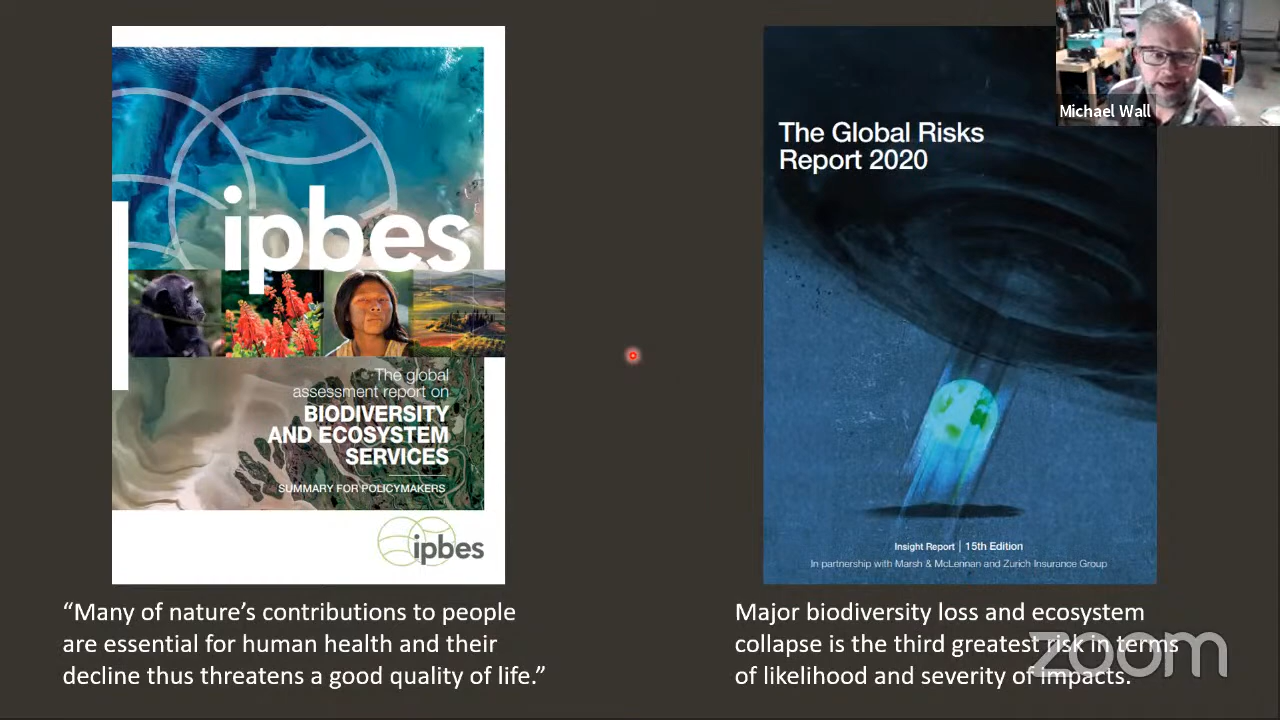 ipbes
The global
assessment report on
BIODIVERSITY
AND ECOSYSTEM
SERVICES
SUMMARY FOR POLICYMAKERS
ipbes
“Many of nature’s contributions to people
are essential for human health and their
decline thus threatens a good quality of life.”
Michael Wall
The Global Risks
Report 2020
Insight Report | 15th Edition
In partnership with Marsh & McLennan and Zurich Insurance Group
Major biodiversity loss and ecosystem
collapse is the third greatest risk in terms
of likelihood and severity of impacts.
zoom